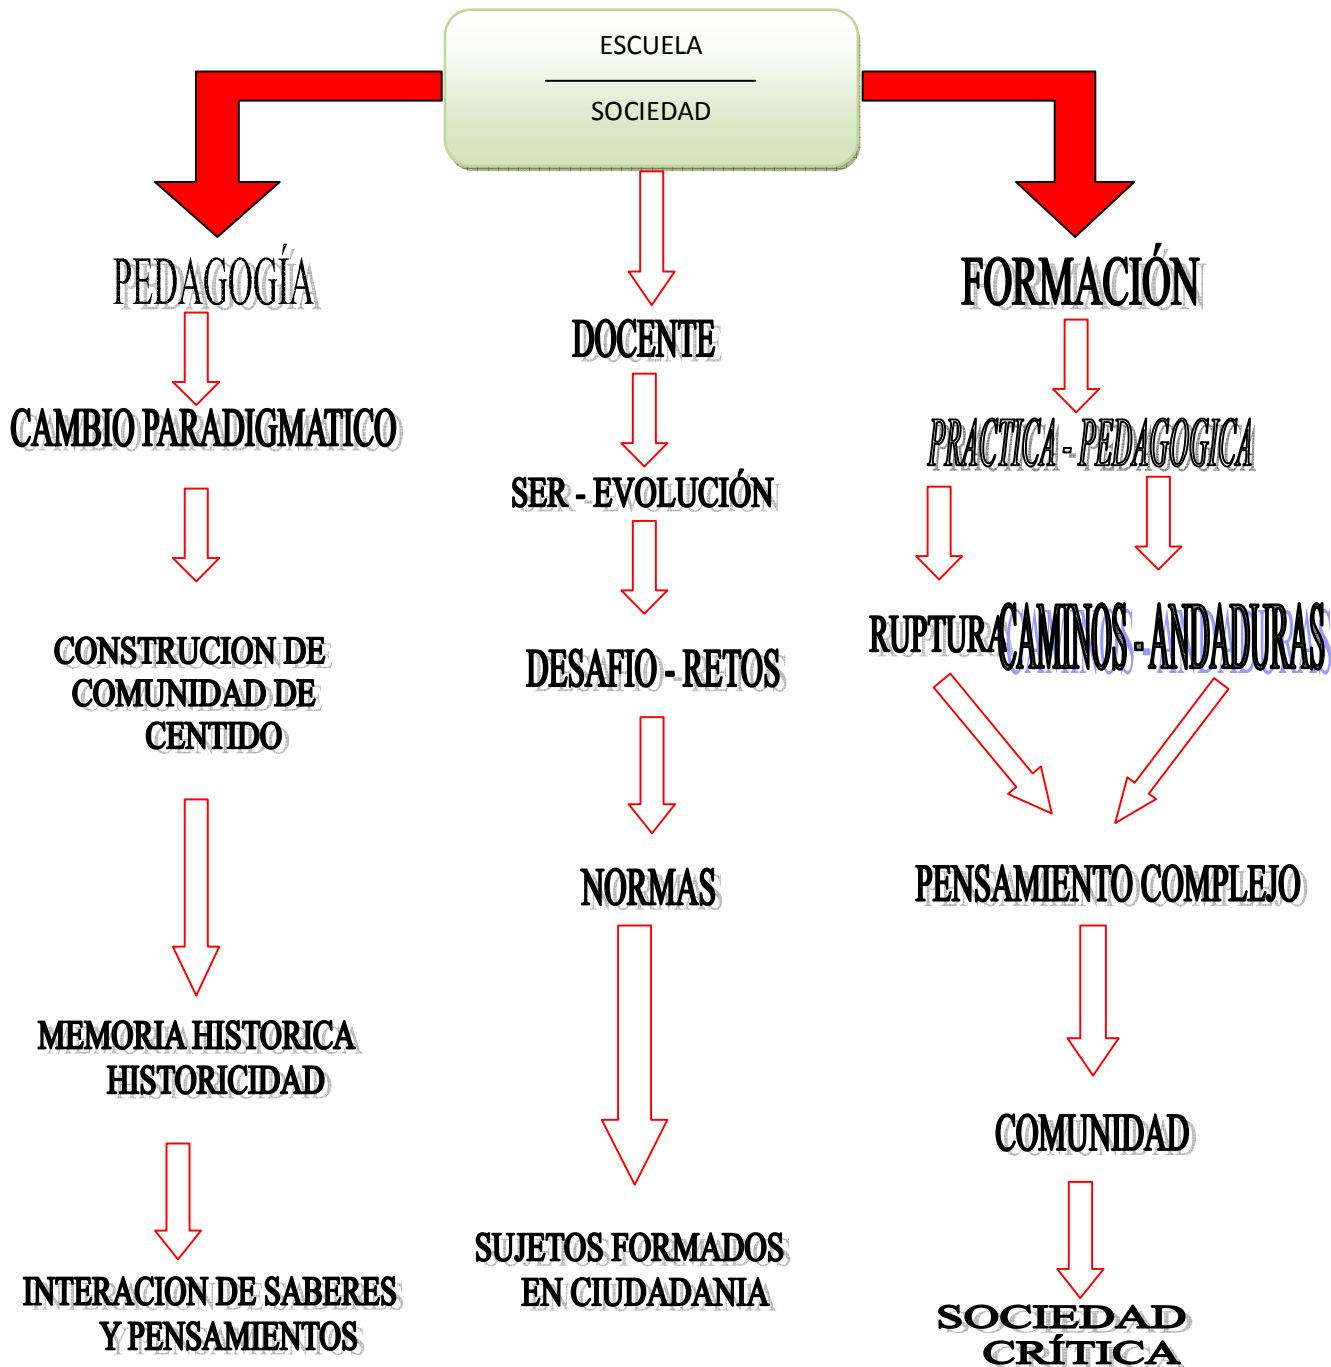 ESCUELA
SOCIEDAD
PEDAGOGÍA
CAMBIO PARADIGMATICO
CONSTRUCION DE
COMUNIDAD DE
CENTIDO
MEMORIA HISTORICA
HISTORICIDAD
INTERACION DE SABERES
Y PENSAMIENTOS
DOCENTE
SER - EVOLUCIÓN
DESAFIO - RETOS
NORMAS
SUJETOS FORMADOS
EN CIUDADANIA
FORMACIÓN
PRACTICA - PEDAGOGICA
RUPTURA
CAMINOS - ANDADURAS
PENSAMIENTO COMPLEJO
COMUNIDAD
SOCIEDAD
CRÍTICA